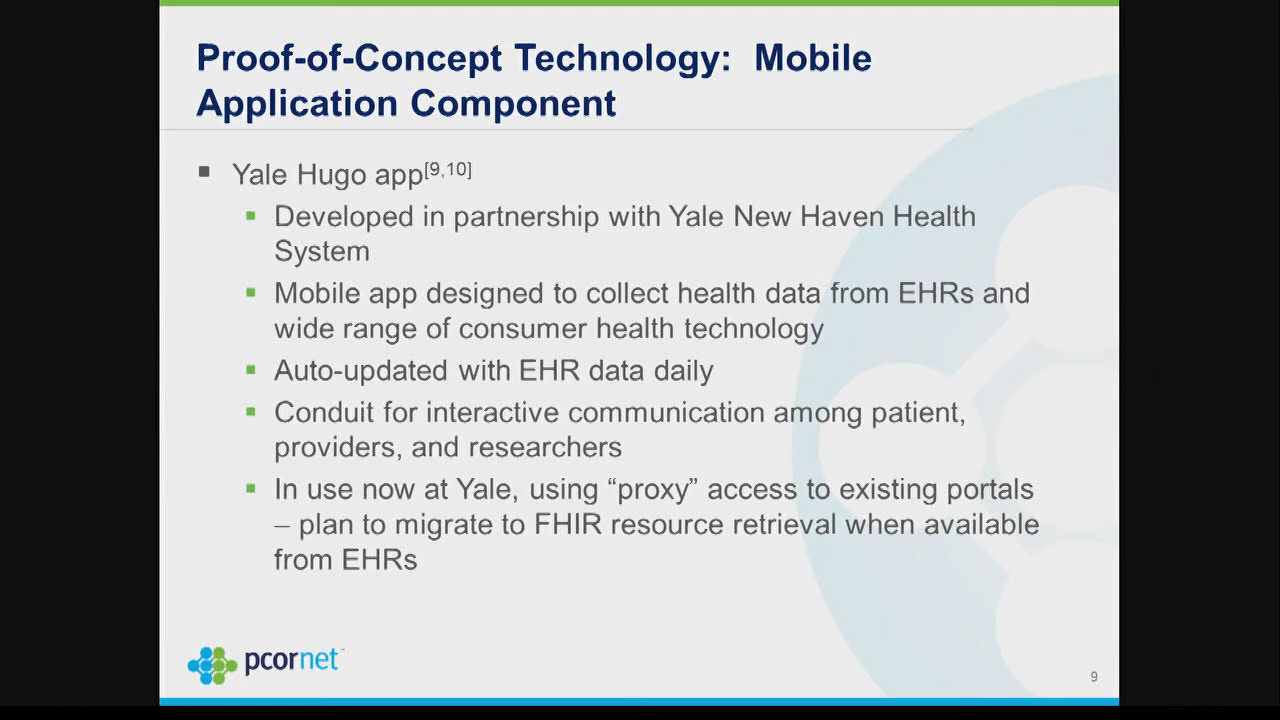 Proof-of-Concept Technology: Mobile
Application Component
Yale Hugo app[9,10]
Developed in partnership with Yale New Haven Health
System
Mobile app designed to collect health data from EHRs and
wide range of consumer health technology
Auto-updated with EHR data daily
Conduit for interactive communication among patient,
providers, and researchers
In use now at Yale, using “proxy” access to existing portals
– plan to migrate to FHIR resource retrieval when available
from EHRs
pcornet
9